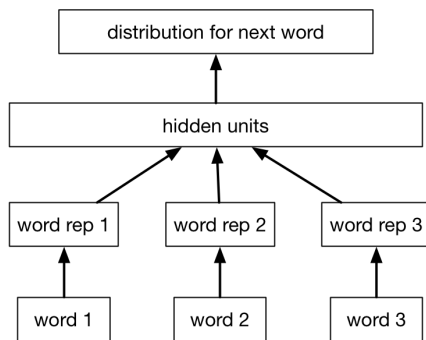 distribution for next word
hidden units
word rep 1
word rep 2
word rep 3
word 1
word 2
word 3